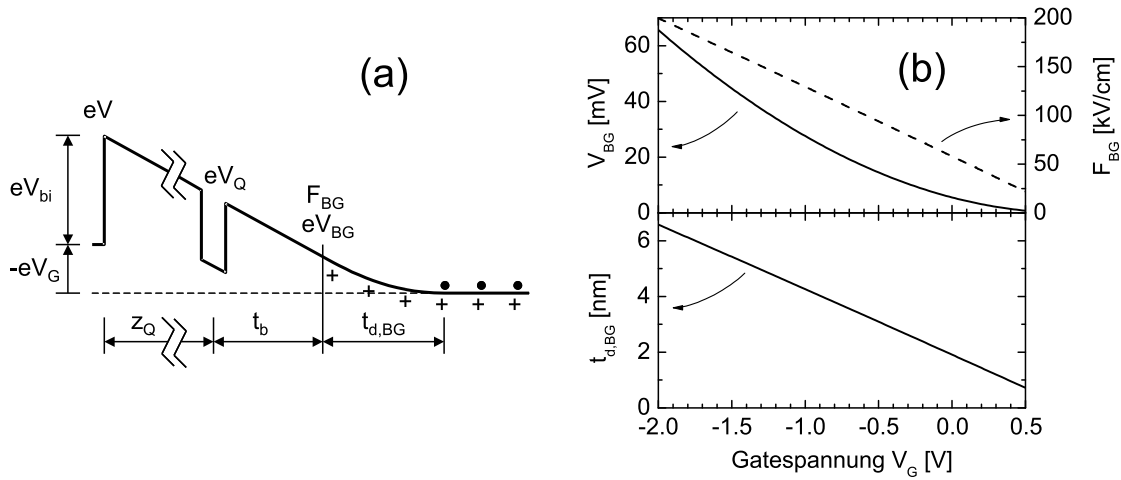 (a)
eV
eV_bi
-eV_G
eV_Q
F_BG
eV_BG
+ + + + + +
z_Q
t_b
t_d,BG
(b)
60
40
20
0
V_BG [mV]
200
150
100
50
0
F_BG [kV/cm]
6
4
2
0
t_d,BG [nm]
-2.0 -1.5 -1.0 -0.5 0.0 0.5
Gatespannung V_G [V]